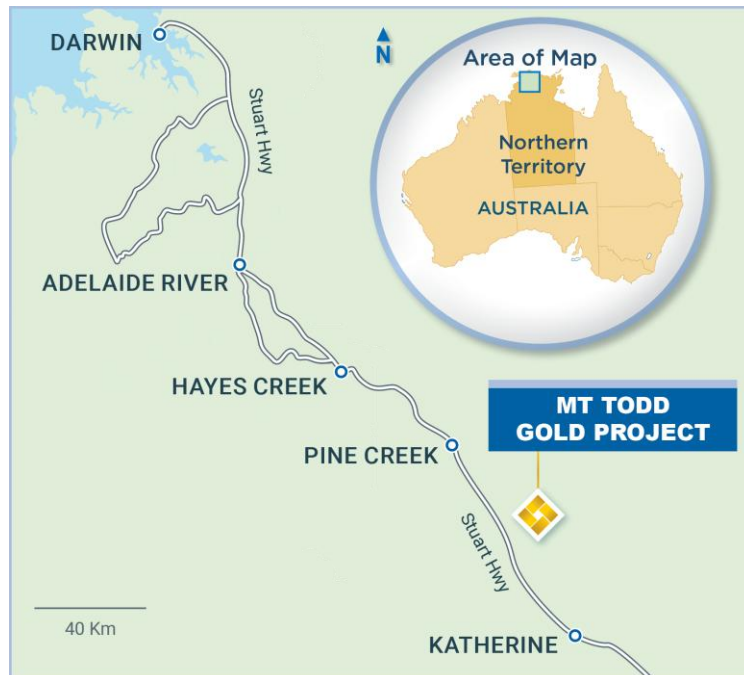 DARWIN
N
Area of Map
Stuart Hwy
Northern
Territory
AUSTRALIA
ADELAIDE RIVER
HAYES CREEK
MT TODD
GOLD PROJECT
PINE CREEK
Stuart Hwy
40 Km
KATHERINE